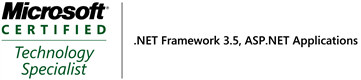 Microsoft®
CERTIFIED
Technology
Specialist
.NET Framework 3.5, ASP.NET Applications